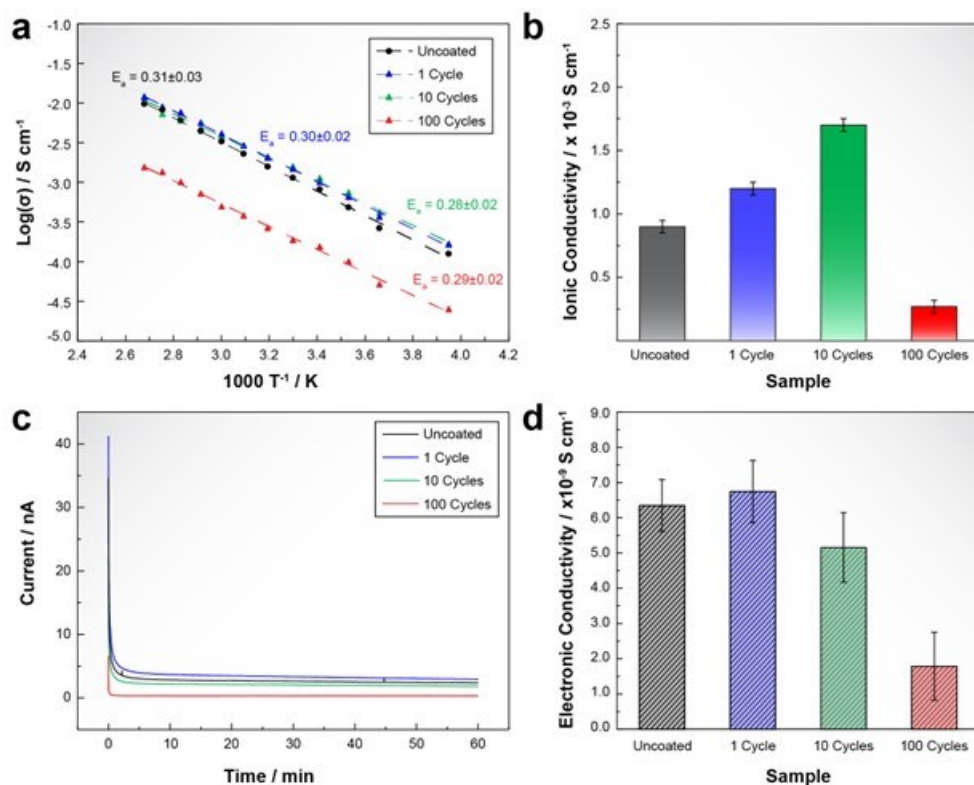 a
-1.0
-1.5
-2.0
-2.5
-3.0
-3.5
-4.0
-4.5
-5.0
Log(σ) / S cm⁻¹
Uncoated
1 Cycle
10 Cycles
100 Cycles
Eₐ = 0.31±0.03
Eₐ = 0.30±0.02
Eₐ = 0.28±0.02
Eₐ = 0.29±0.02
2.4 2.6 2.8 3.0 3.2 3.4 3.6 3.8 4.0 4.2
1000 T⁻¹ / K
b
2.5
2.0
1.5
1.0
0.5
Ionic Conductivity / x 10⁻³ S cm⁻¹
Uncoated 1 Cycle 10 Cycles 100 Cycles
Sample
c
40
30
20
10
0
Current / nA
Uncoated
1 Cycle
10 Cycles
100 Cycles
0 10 20 30 40 50 60
Time / min
d
9.0
8.0
7.0
6.0
5.0
4.0
3.0
2.0
1.0
0.0
Electronic Conductivity / x10⁻⁹ S cm⁻¹
Uncoated 1 Cycle 10 Cycles 100 Cycles
Sample